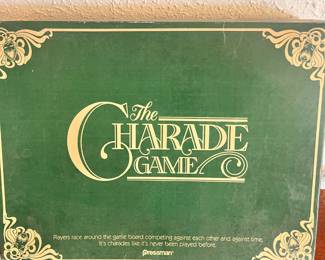 The
CHARADE
GAME
Players race around the game board competing against each other and against time.
It's charades like it's never been played before.
Pressman